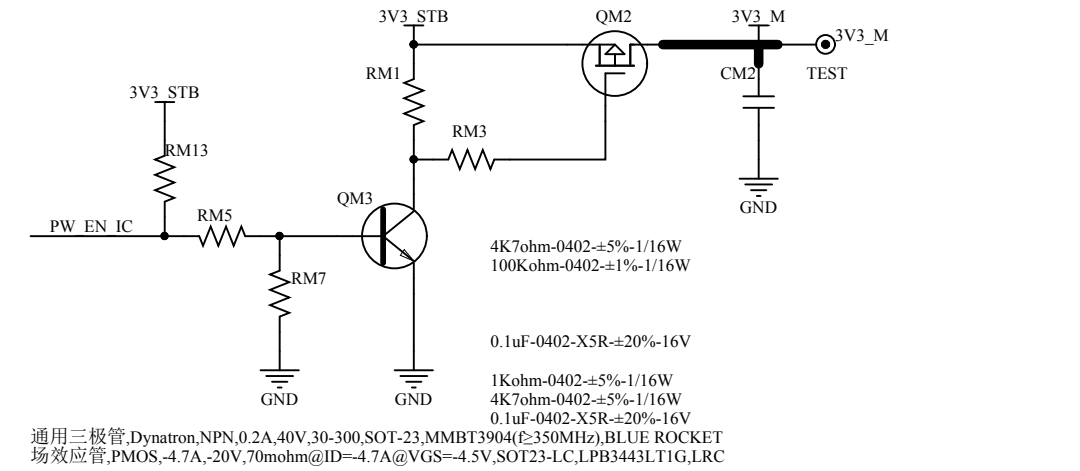 3V3_STB
QM2
3V3_M
3V3_M
RM1
CM2
TEST
3V3_STB
RM3
RM13
GND
QM3
PW_EN_IC
RM5
4K7ohm-0402-±5%-1/16W
100Kohm-0402-±1%-1/16W
RM7
0.1uF-0402-X5R-±20%-16V
1Kohm-0402-±5%-1/16W
GND
GND
4K7ohm-0402-±5%-1/16W
0.1uF-0402-X5R-±20%-16V
通用三极管,Dynatron,NPN,0.2A,40V,30-300,SOT-23,MMBT3904(f≥350MHz),BLUE ROCKET
场效应管,PMOS,-4.7A,-20V,70mohm@ID=-4.7A@VGS=-4.5V,SOT23-LC,LPB3443LT1G,LRC